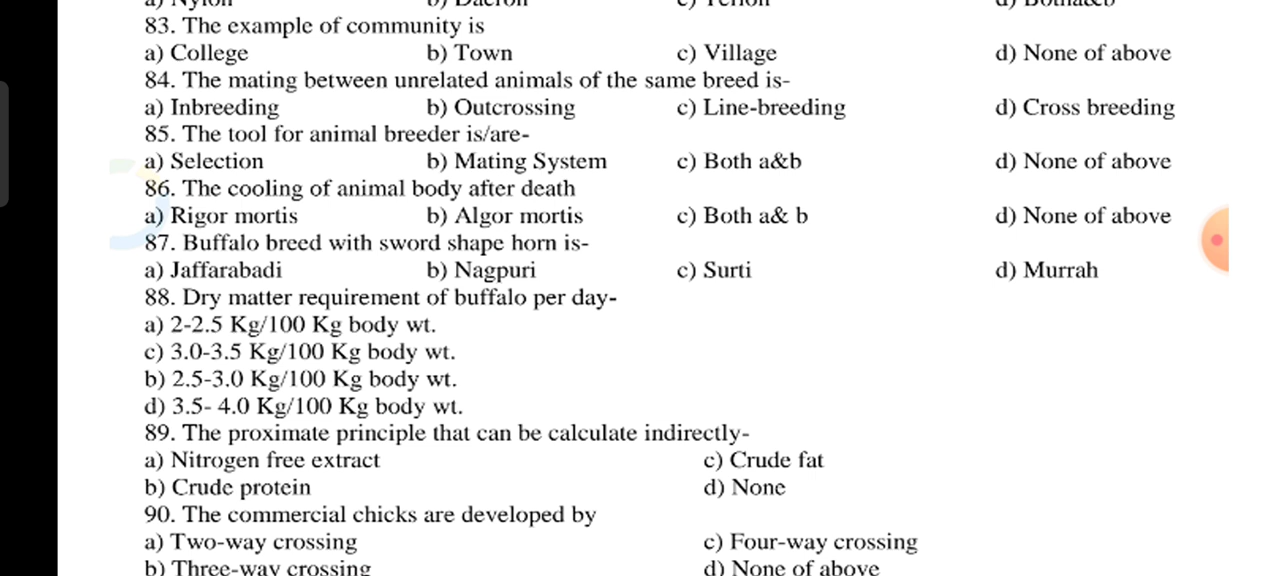 a) Nylon b) Dacron c) Terlon d) Botha&b
83. The example of community is
a) College b) Town c) Village d) None of above
84. The mating between unrelated animals of the same breed is-
a) Inbreeding b) Outcrossing c) Line-breeding d) Cross breeding
85. The tool for animal breeder is/are-
a) Selection b) Mating System c) Both a&b d) None of above
86. The cooling of animal body after death
a) Rigor mortis b) Algor mortis c) Both a& b d) None of above
87. Buffalo breed with sword shape horn is-
a) Jaffarabadi b) Nagpuri c) Surti d) Murrah
88. Dry matter requirement of buffalo per day-
a) 2-2.5 Kg/100 Kg body wt.
c) 3.0-3.5 Kg/100 Kg body wt.
b) 2.5-3.0 Kg/100 Kg body wt.
d) 3.5- 4.0 Kg/100 Kg body wt.
89. The proximate principle that can be calculate indirectly-
a) Nitrogen free extract c) Crude fat
b) Crude protein d) None
90. The commercial chicks are developed by
a) Two-way crossing c) Four-way crossing
b) Three-way crossing d) None of above